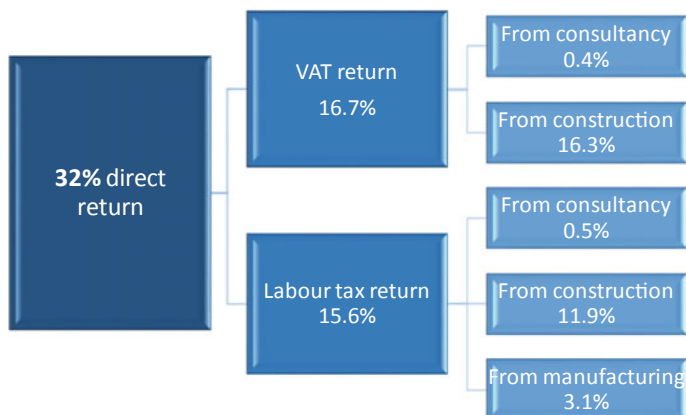 32% direct
return
VAT return
16.7%
From consultancy
0.4%
From construction
16.3%
Labour tax return
15.6%
From consultancy
0.5%
From construction
11.9%
From manufacturing
3.1%